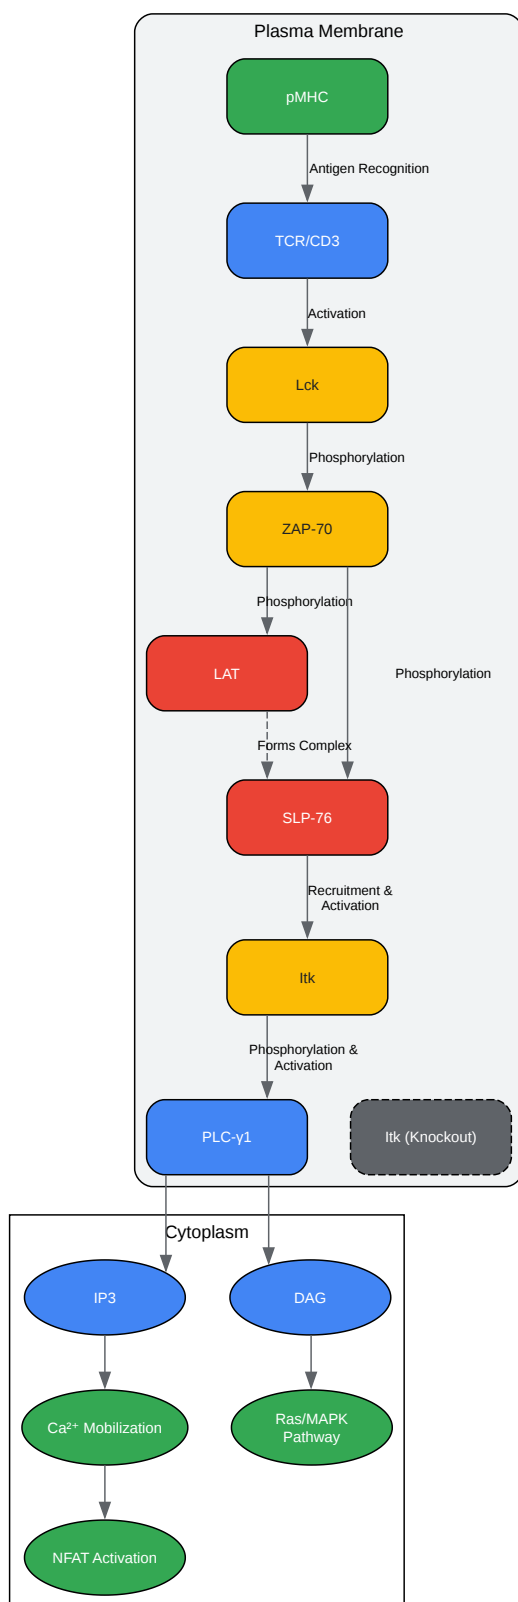 Plasma Membrane
pMHC
Antigen Recognition
TCR/CD3
Activation
Lck
Phosphorylation
ZAP-70
Phosphorylation
LAT
Phosphorylation
Forms Complex
SLP-76
Recruitment &
Activation
Itk
Phosphorylation &
Activation
PLC-γ1
Itk (Knockout)
Cytoplasm
IP3
DAG
Ca²⁺ Mobilization
Ras/MAPK
Pathway
NFAT Activation